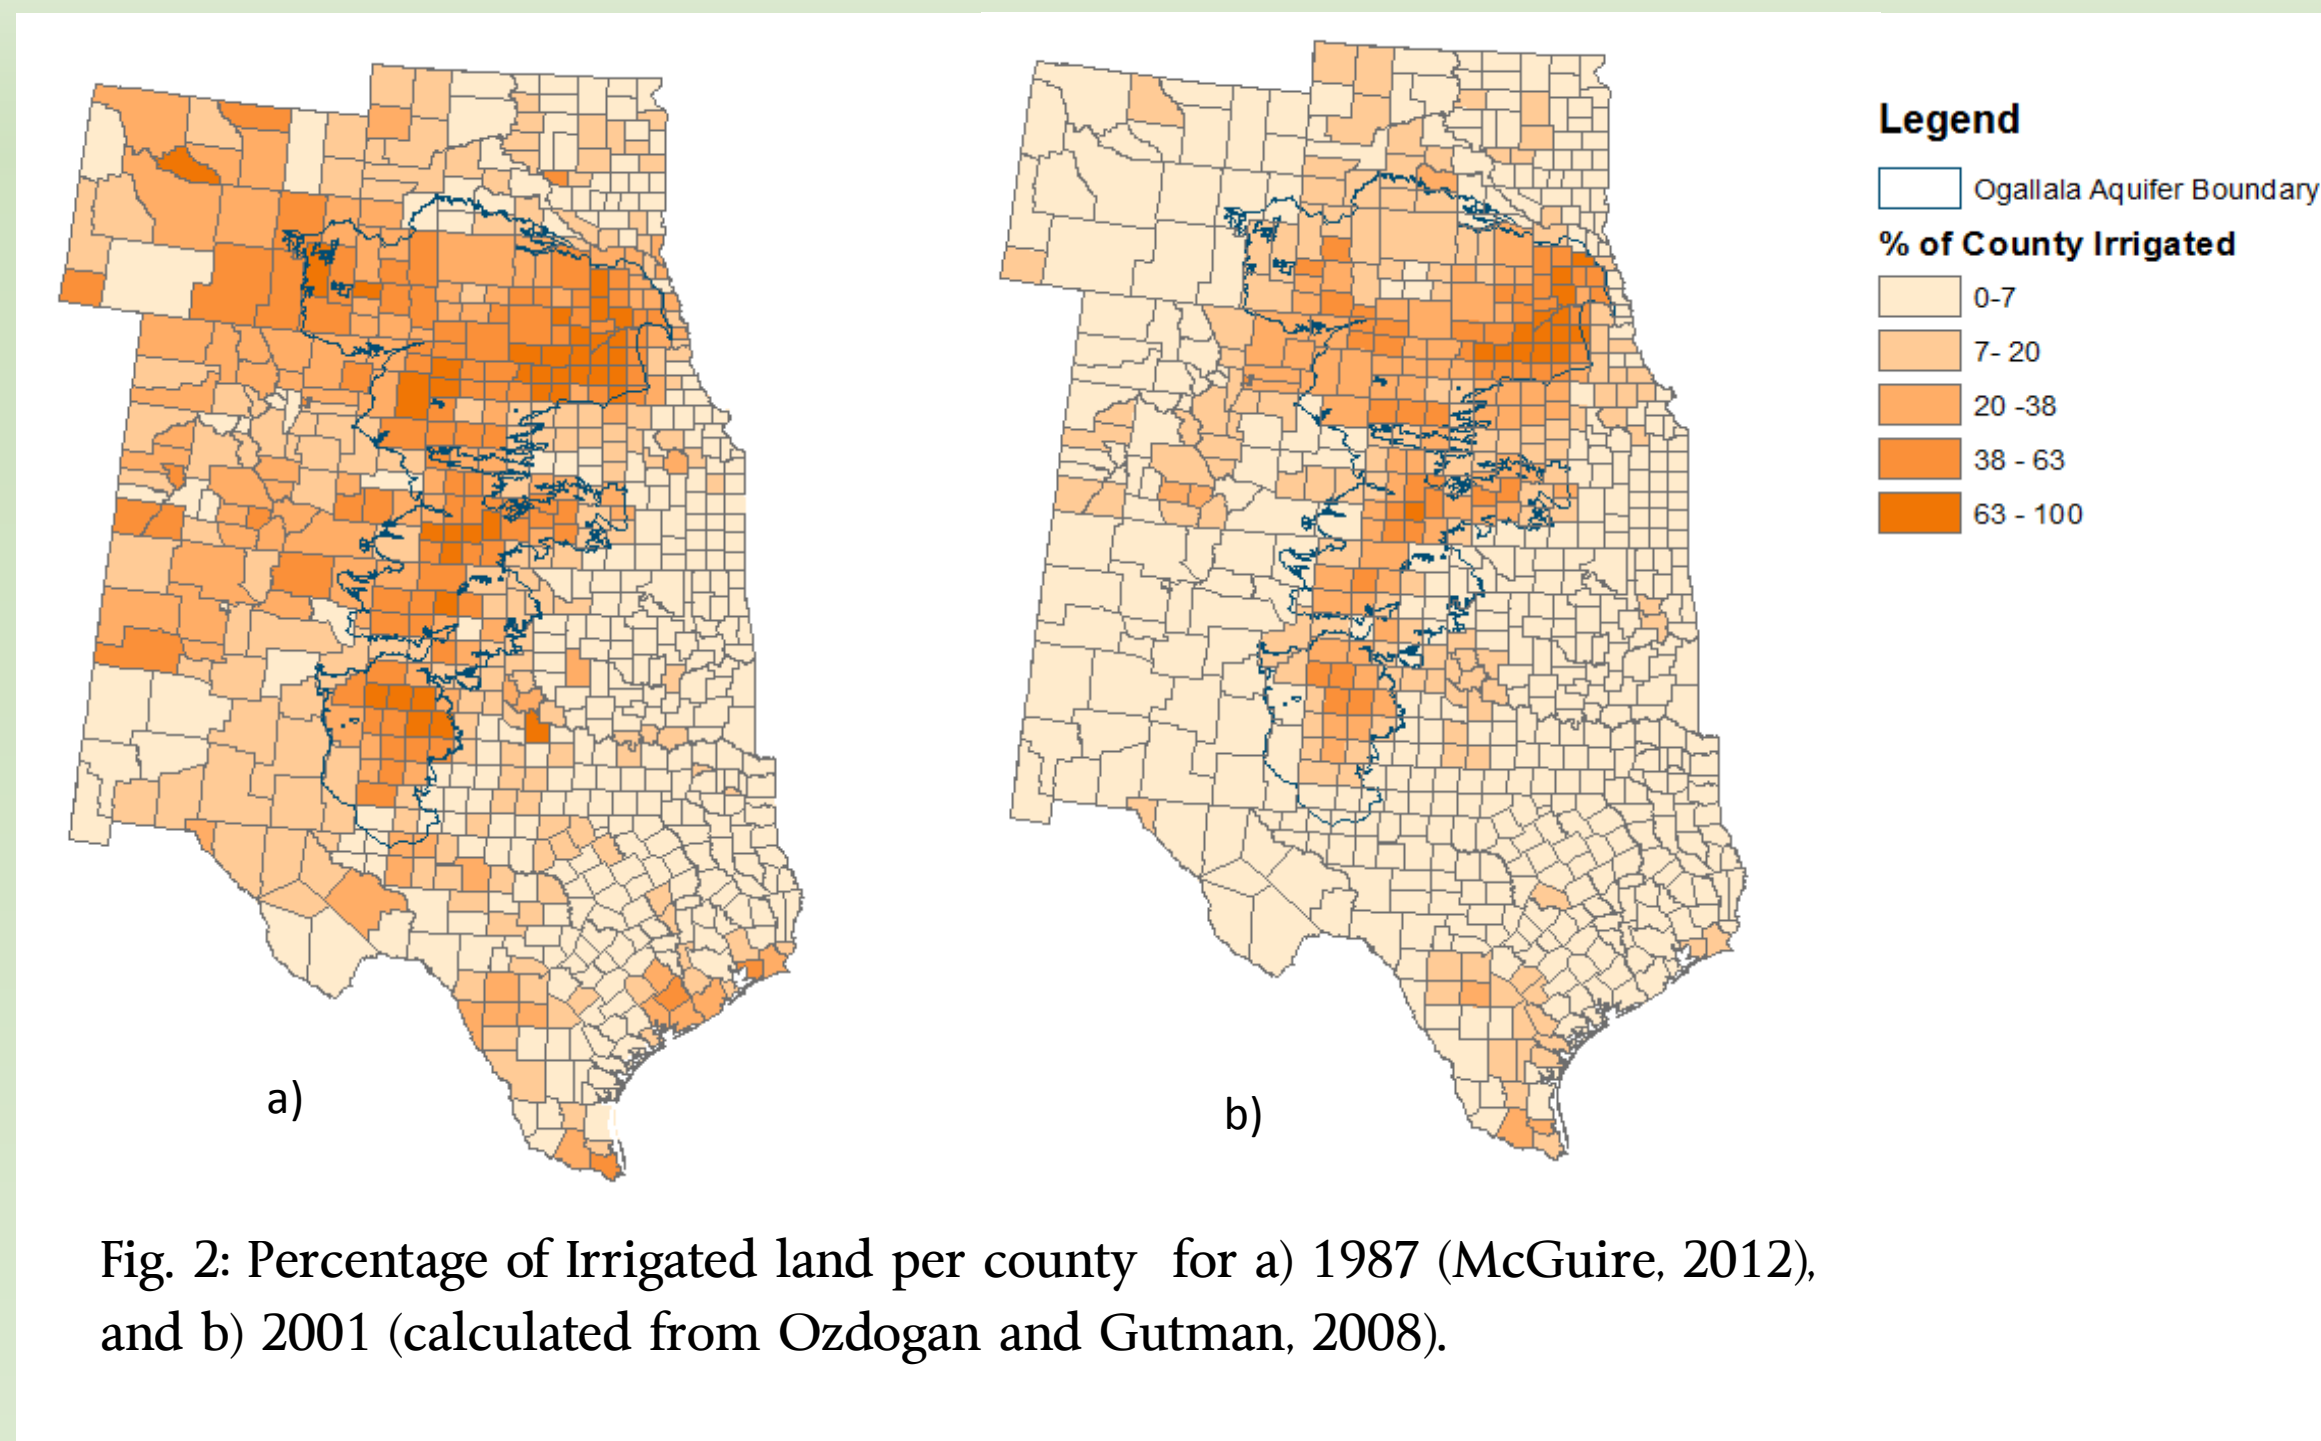 Legend
Ogallala Aquifer Boundary
% of County Irrigated
0-7
7- 20
20 -38
38 - 63
63 - 100
a)
b)
Fig. 2: Percentage of Irrigated land per county for a) 1987 (McGuire, 2012),
and b) 2001 (calculated from Ozdogan and Gutman, 2008).